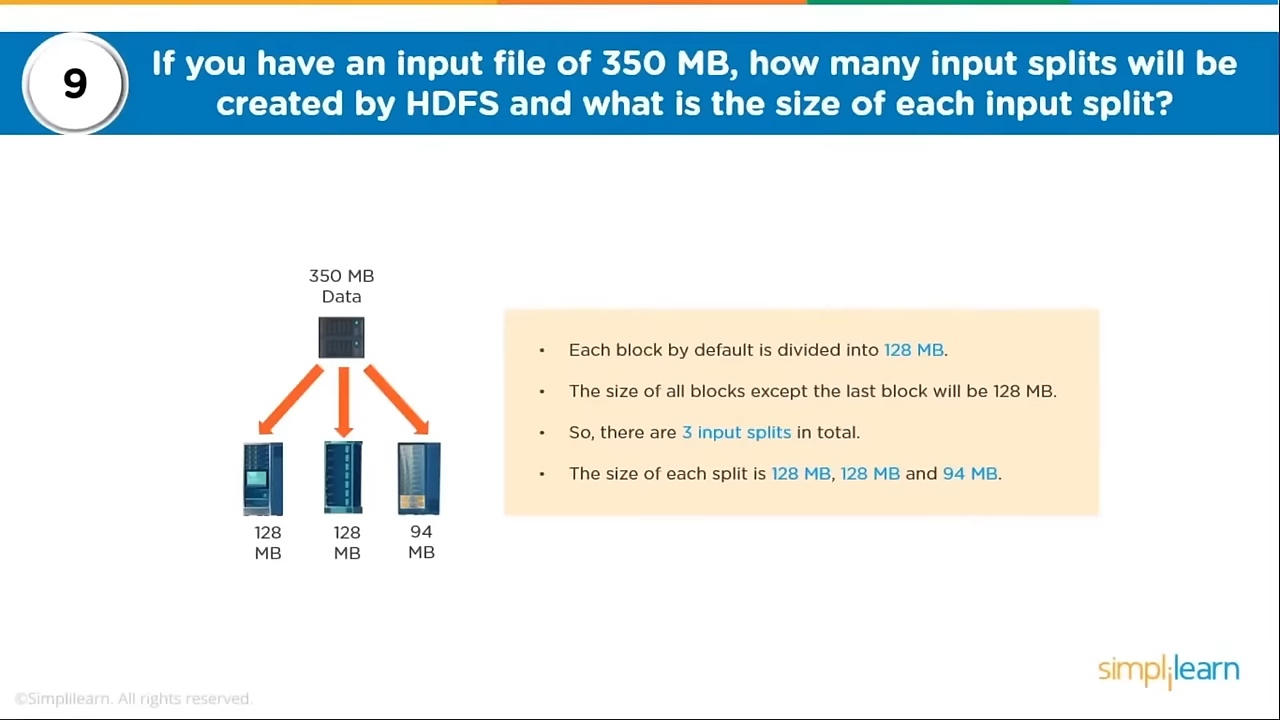 9
If you have an input file of 350 MB, how many input splits will be
created by HDFS and what is the size of each input split?
350 MB
Data
128
MB
128
MB
94
MB
• Each block by default is divided into 128 MB.
• The size of all blocks except the last block will be 128 MB.
• So, there are 3 input splits in total.
• The size of each split is 128 MB, 128 MB and 94 MB.
simplilearn
©Simplilearn. All rights reserved.